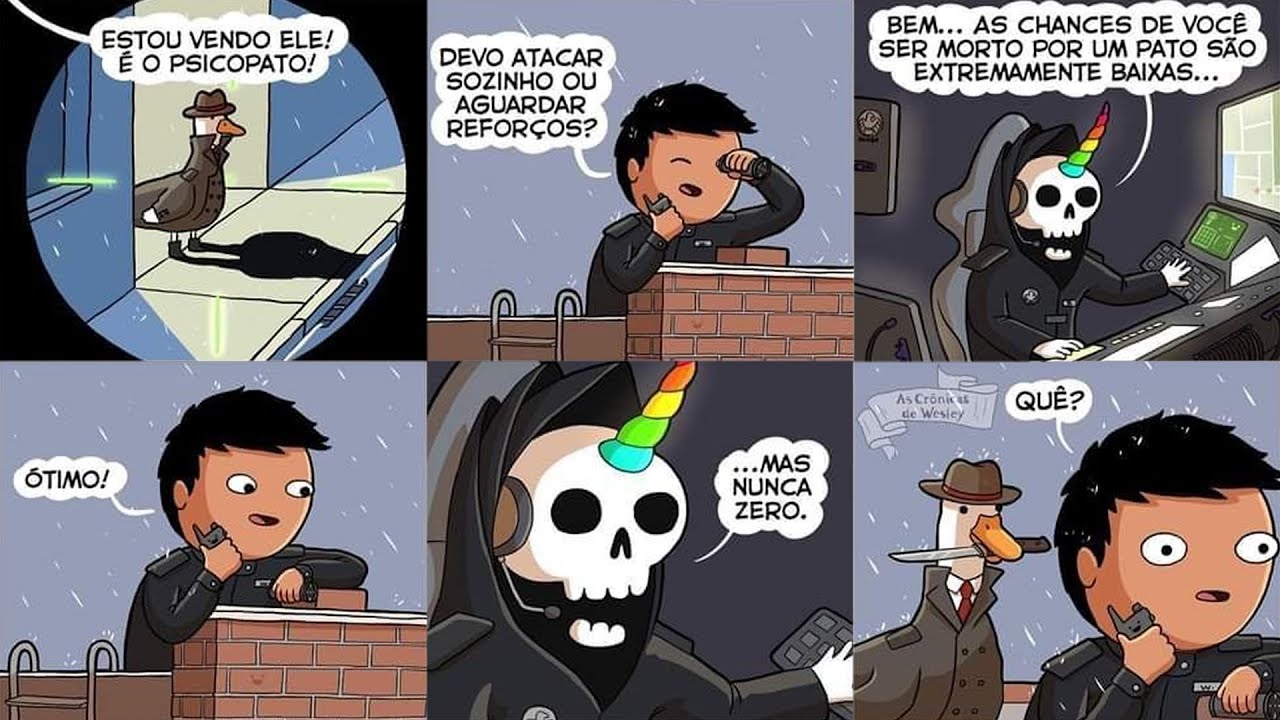 ESTOU VENDO ELE!
É O PSICOPATO!
DEVO ATACAR
SOZINHO OU
AGUARDAR
REFORÇOS?
BEM... AS CHANCES DE VOCÊ
SER MORTO POR UM PATO SÃO
EXTREMAMENTE BAIXAS...
ÓTIMO!
...MAS
NUNCA
ZERO.
As Crônicas
de Wesley
QUÊ?
W.